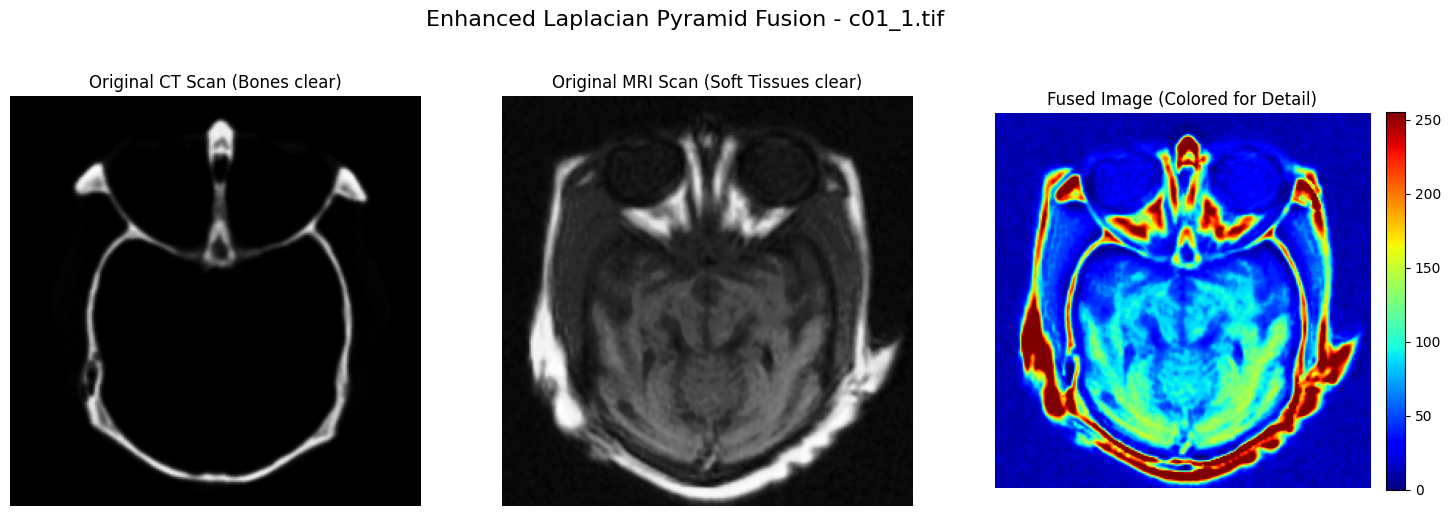 Enhanced Laplacian Pyramid Fusion - c01_1.tif
Original CT Scan (Bones clear)
Original MRI Scan (Soft Tissues clear)
Fused Image (Colored for Detail)
250
200
150
100
50
0